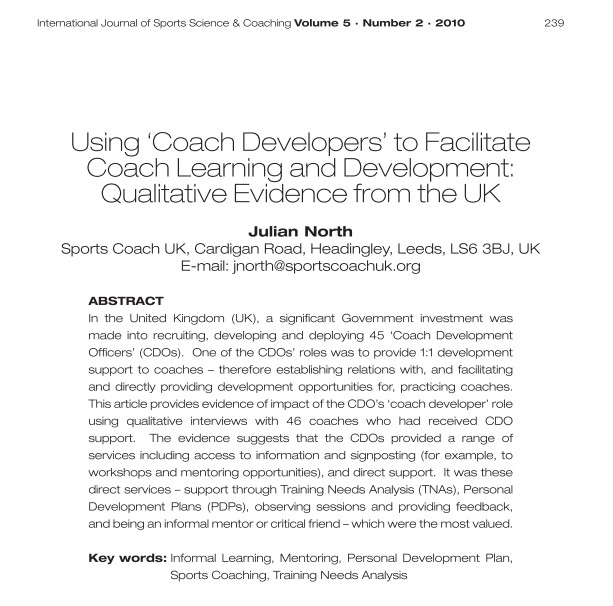 International Journal of Sports Science & Coaching Volume 5 · Number 2 · 2010 239
Using ‘Coach Developers’ to Facilitate
Coach Learning and Development:
Qualitative Evidence from the UK
Julian North
Sports Coach UK, Cardigan Road, Headingley, Leeds, LS6 3BJ, UK
E-mail: jnorth@sportscoachuk.org
ABSTRACT
In the United Kingdom (UK), a significant Government investment was
made into recruiting, developing and deploying 45 ‘Coach Development
Officers’ (CDOs). One of the CDOs’ roles was to provide 1:1 development
support to coaches – therefore establishing relations with, and facilitating
and directly providing development opportunities for, practicing coaches.
This article provides evidence of impact of the CDO’s ‘coach developer’ role
using qualitative interviews with 46 coaches who had received CDO
support. The evidence suggests that the CDOs provided a range of
services including access to information and signposting (for example, to
workshops and mentoring opportunities), and direct support. It was these
direct services – support through Training Needs Analysis (TNAs), Personal
Development Plans (PDPs), observing sessions and providing feedback,
and being an informal mentor or critical friend – which were the most valued.
Key words: Informal Learning, Mentoring, Personal Development Plan,
Sports Coaching, Training Needs Analysis